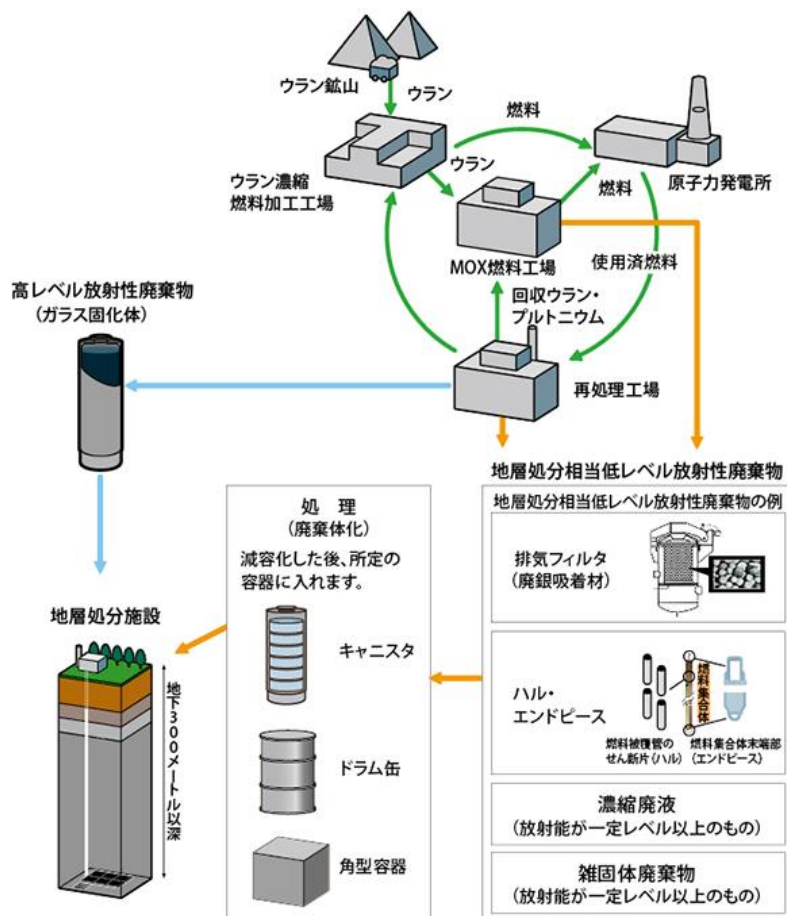 ウラン鉱山
ウラン
燃料
ウラン
ウラン濃縮
燃料加工工場
原子力発電所
燃料
MOX燃料工場
使用済燃料
回収ウラン・
プルトニウム
再処理工場
高レベル放射性廃棄物
(ガラス固化体)
地層処分相当低レベル放射性廃棄物
地層処分相当低レベル放射性廃棄物の例
排気フィルタ
(廃銀吸着材)
ハル・
エンドピース
燃料集合体
燃料被覆管の
せん断片(ハル)
燃料集合体末端部
(エンドピース)
濃縮廃液
(放射能が一定レベル以上のもの)
雑固体廃棄物
(放射能が一定レベル以上のもの)
処 理
(廃棄体化)
減容化した後、所定の
容器に入れます。
キャニスタ
ドラム缶
角型容器
地層処分施設
地下300メートル以深